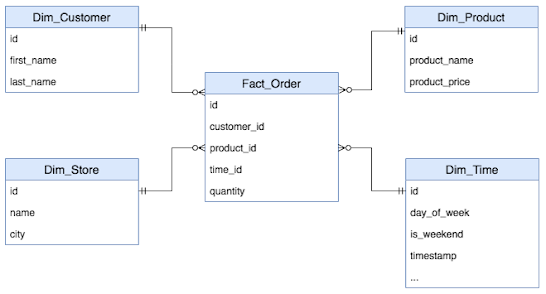 Dim_Customer
id
first_name
last_name
Dim_Product
id
product_name
product_price
Fact_Order
id
customer_id
product_id
time_id
quantity
Dim_Store
id
name
city
Dim_Time
id
day_of_week
is_weekend
timestamp
...